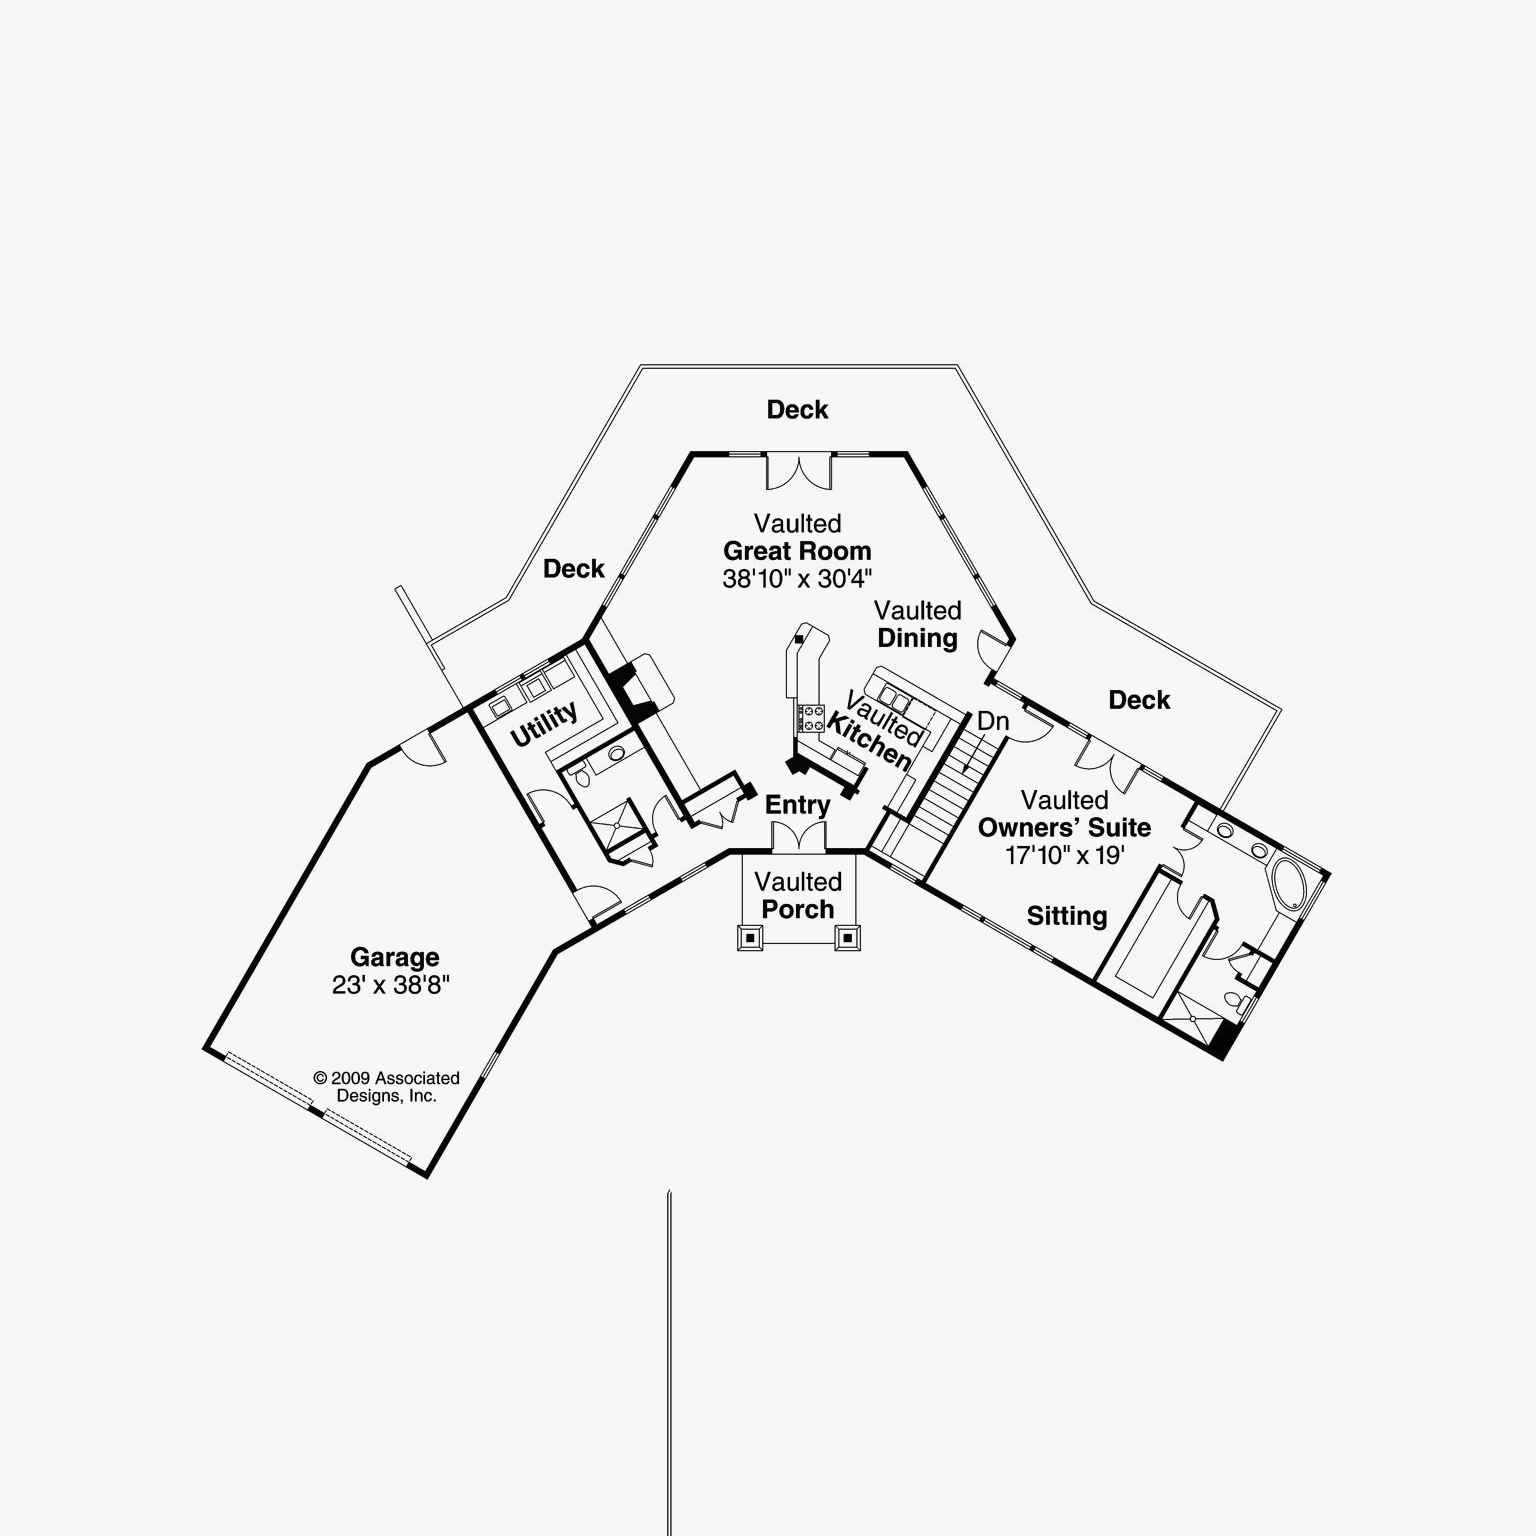 Deck
Vaulted
Great Room
38'10" x 30'4"
Deck
Vaulted
Dining
Deck
Utility
Vaulted
Kitchen
Dn
Entry
Vaulted
Owners’ Suite
17'10" x 19'
Sitting
Vaulted
Porch
Garage
23' x 38'8"
© 2009 Associated
Designs, Inc.